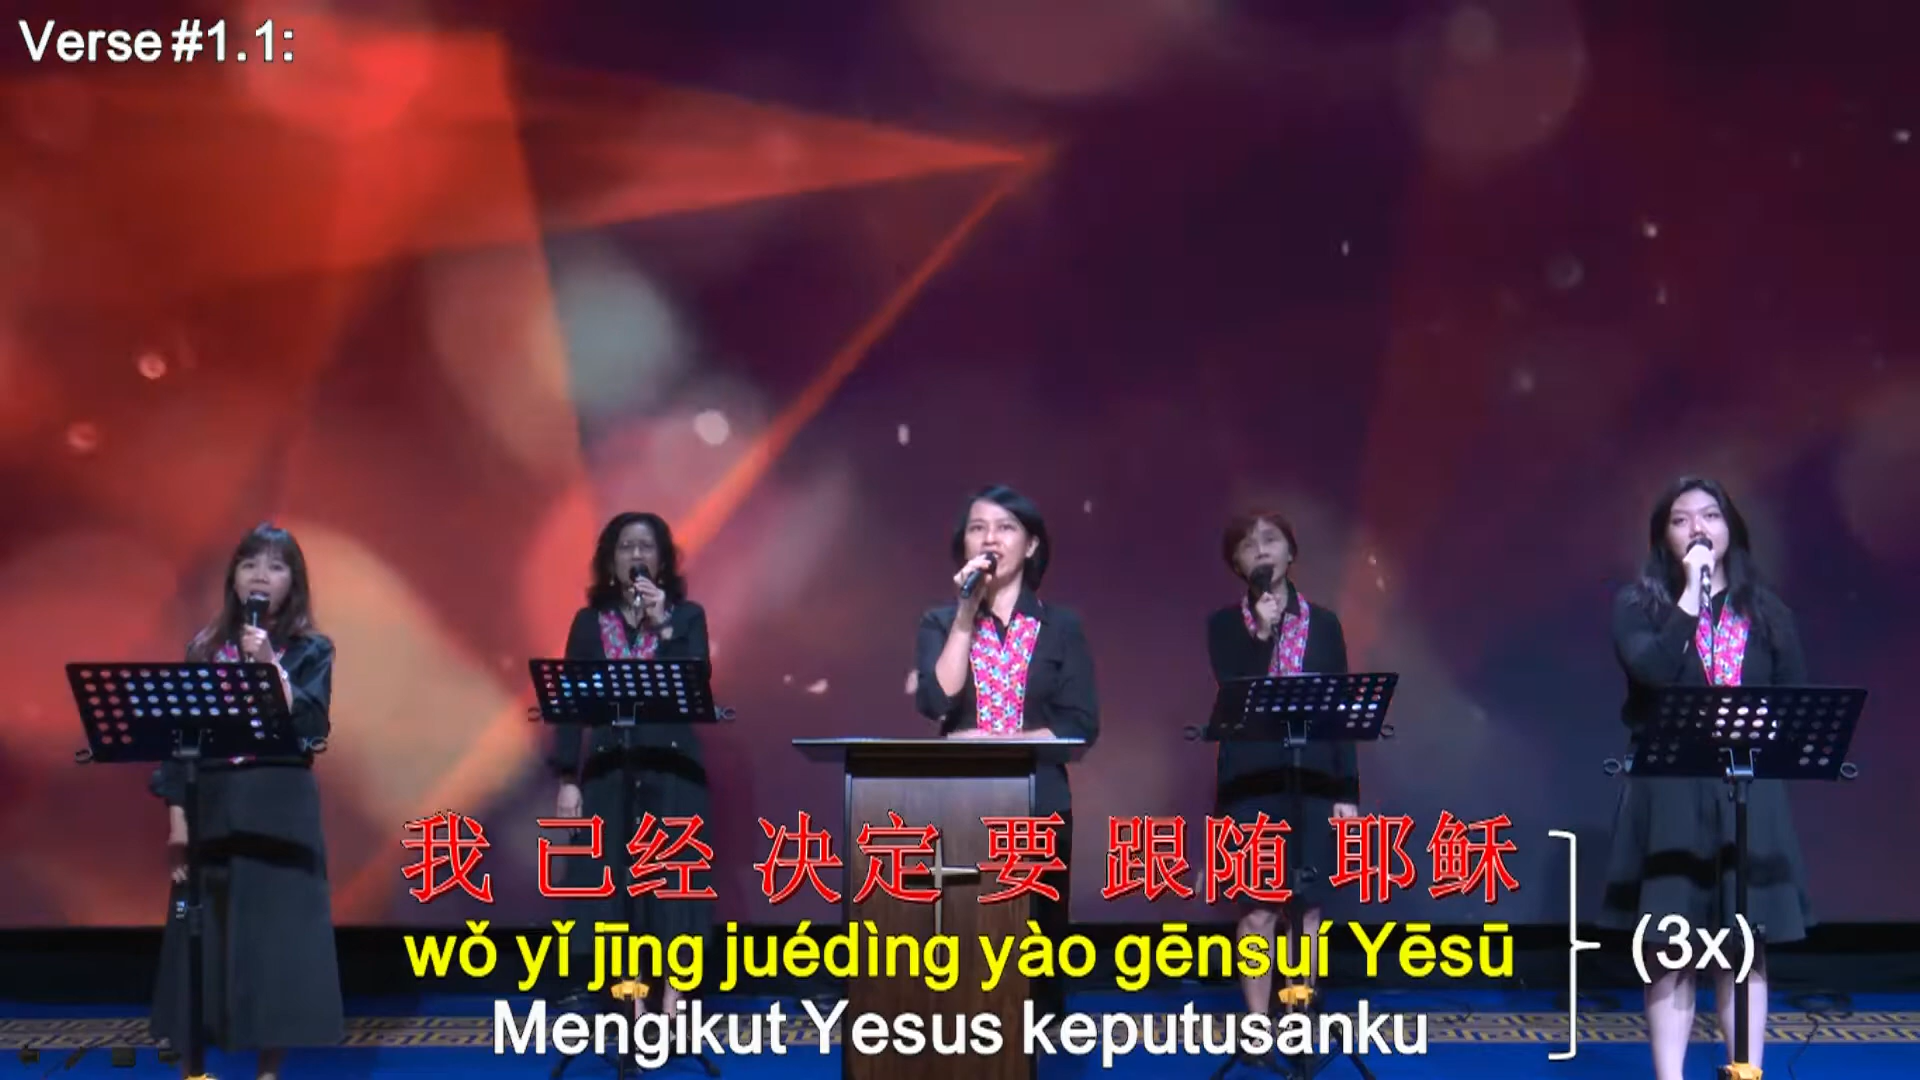 Verse #1.1:
我 已经 决定 要 跟随 耶稣
wǒ yǐ jīng juédìng yào gēnsuí Yēsū
(3x)
Mengikut Yesus keputusanku